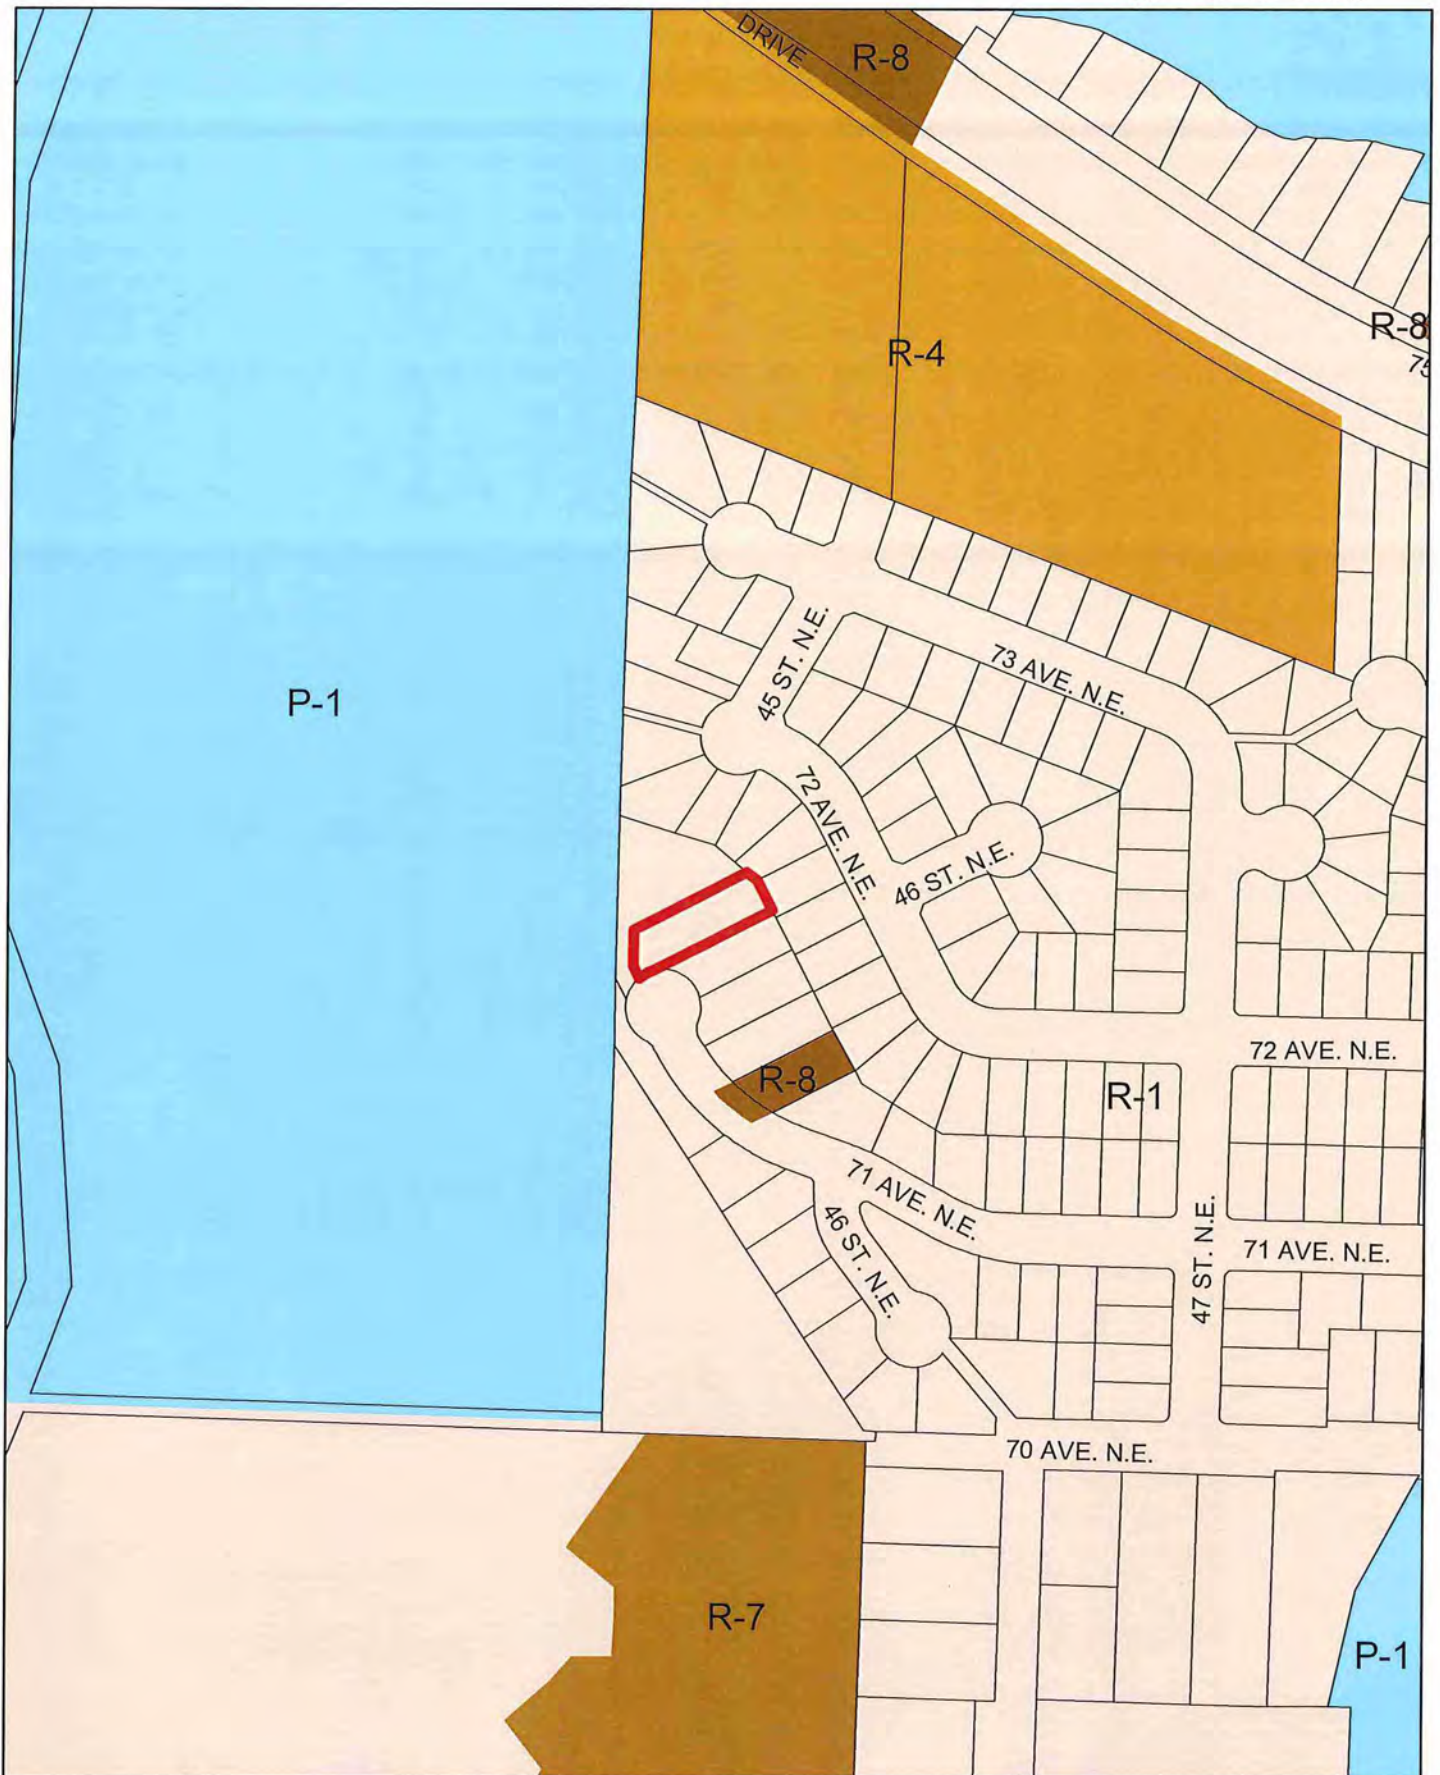 DRIVE
R-8
R-8
75
R-4
45 ST. N.E.
73 AVE. N.E.
P-1
72 AVE. N.E.
46 ST. N.E.
72 AVE. N.E.
R-8
R-1
71 AVE. N.E.
46 ST. N.E.
47 ST. N.E.
71 AVE. N.E.
70 AVE. N.E.
R-7
P-1